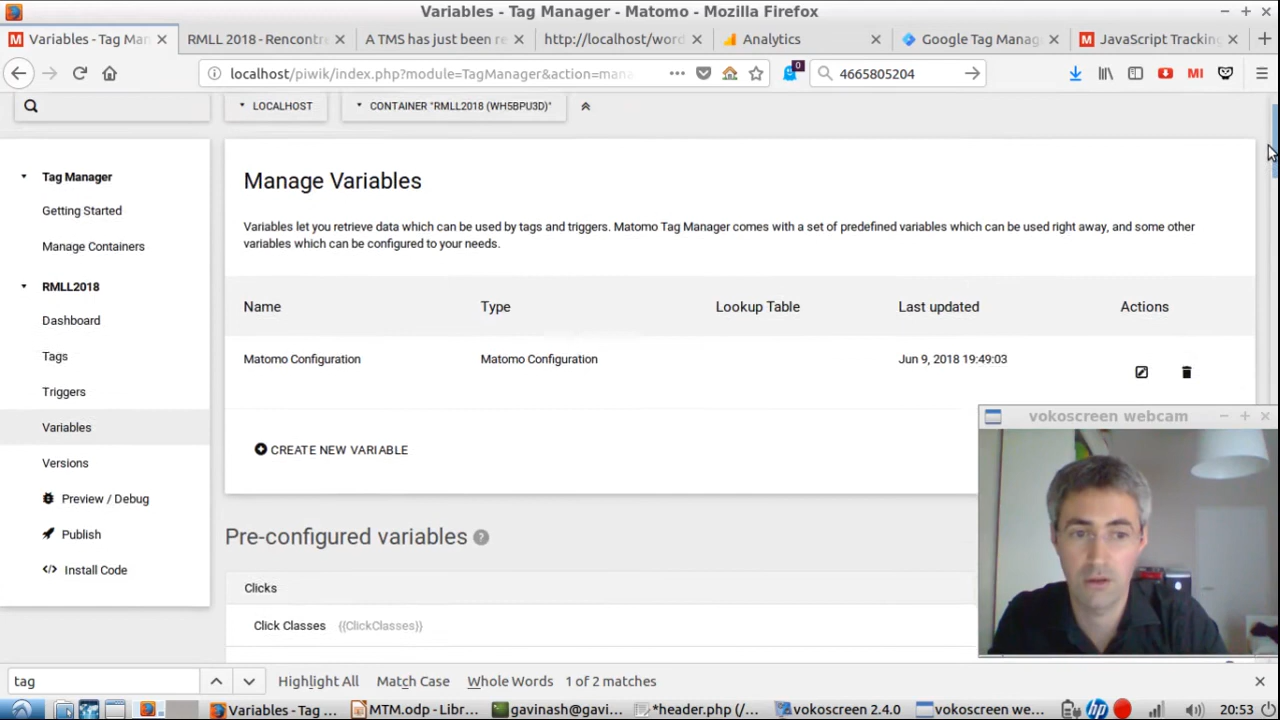 Variables - Tag Manager - Matomo - Mozilla Firefox
Variables - Tag Man
RMLL 2018 - Rencontre
A TMS has just been re
http://localhost/word
Analytics
Google Tag Manag
JavaScript Tracking
localhost/piwik/index.php?module=TagManager&action=mana
0
4665805204
LOCALHOST
CONTAINER "RMLL2018 (WH5BPU3D)"
Tag Manager
Getting Started
Manage Containers
RMLL2018
Dashboard
Tags
Triggers
Variables
Versions
Preview / Debug
Publish
Install Code
Manage Variables
Variables let you retrieve data which can be used by tags and triggers. Matomo Tag Manager comes with a set of predefined variables which can be used right away, and some other
variables which can be configured to your needs.
Name Type Lookup Table Last updated Actions
Matomo Configuration Matomo Configuration Jun 9, 2018 19:49:03
CREATE NEW VARIABLE
Pre-configured variables
Clicks
Click Classes {{ClickClasses}}
vokoscreen webcam
tag Highlight All Match Case Whole Words 1 of 2 matches
Variables - Tag ... MTM.odp - Libr... gavinash@gavi... *header.php (/... vokoscreen 2.4.0 vokoscreen we... 20:53